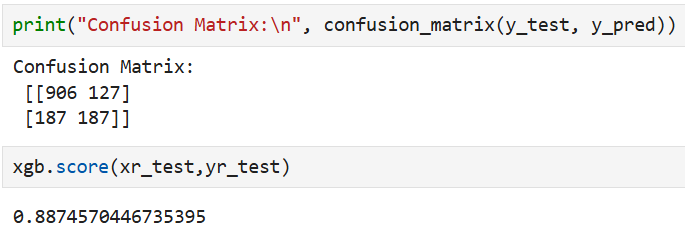 print("Confusion Matrix:\n", confusion_matrix(y_test, y_pred))
Confusion Matrix:
[[906 127]
[187 187]]
xgb.score(xr_test,yr_test)
0.8874570446735395